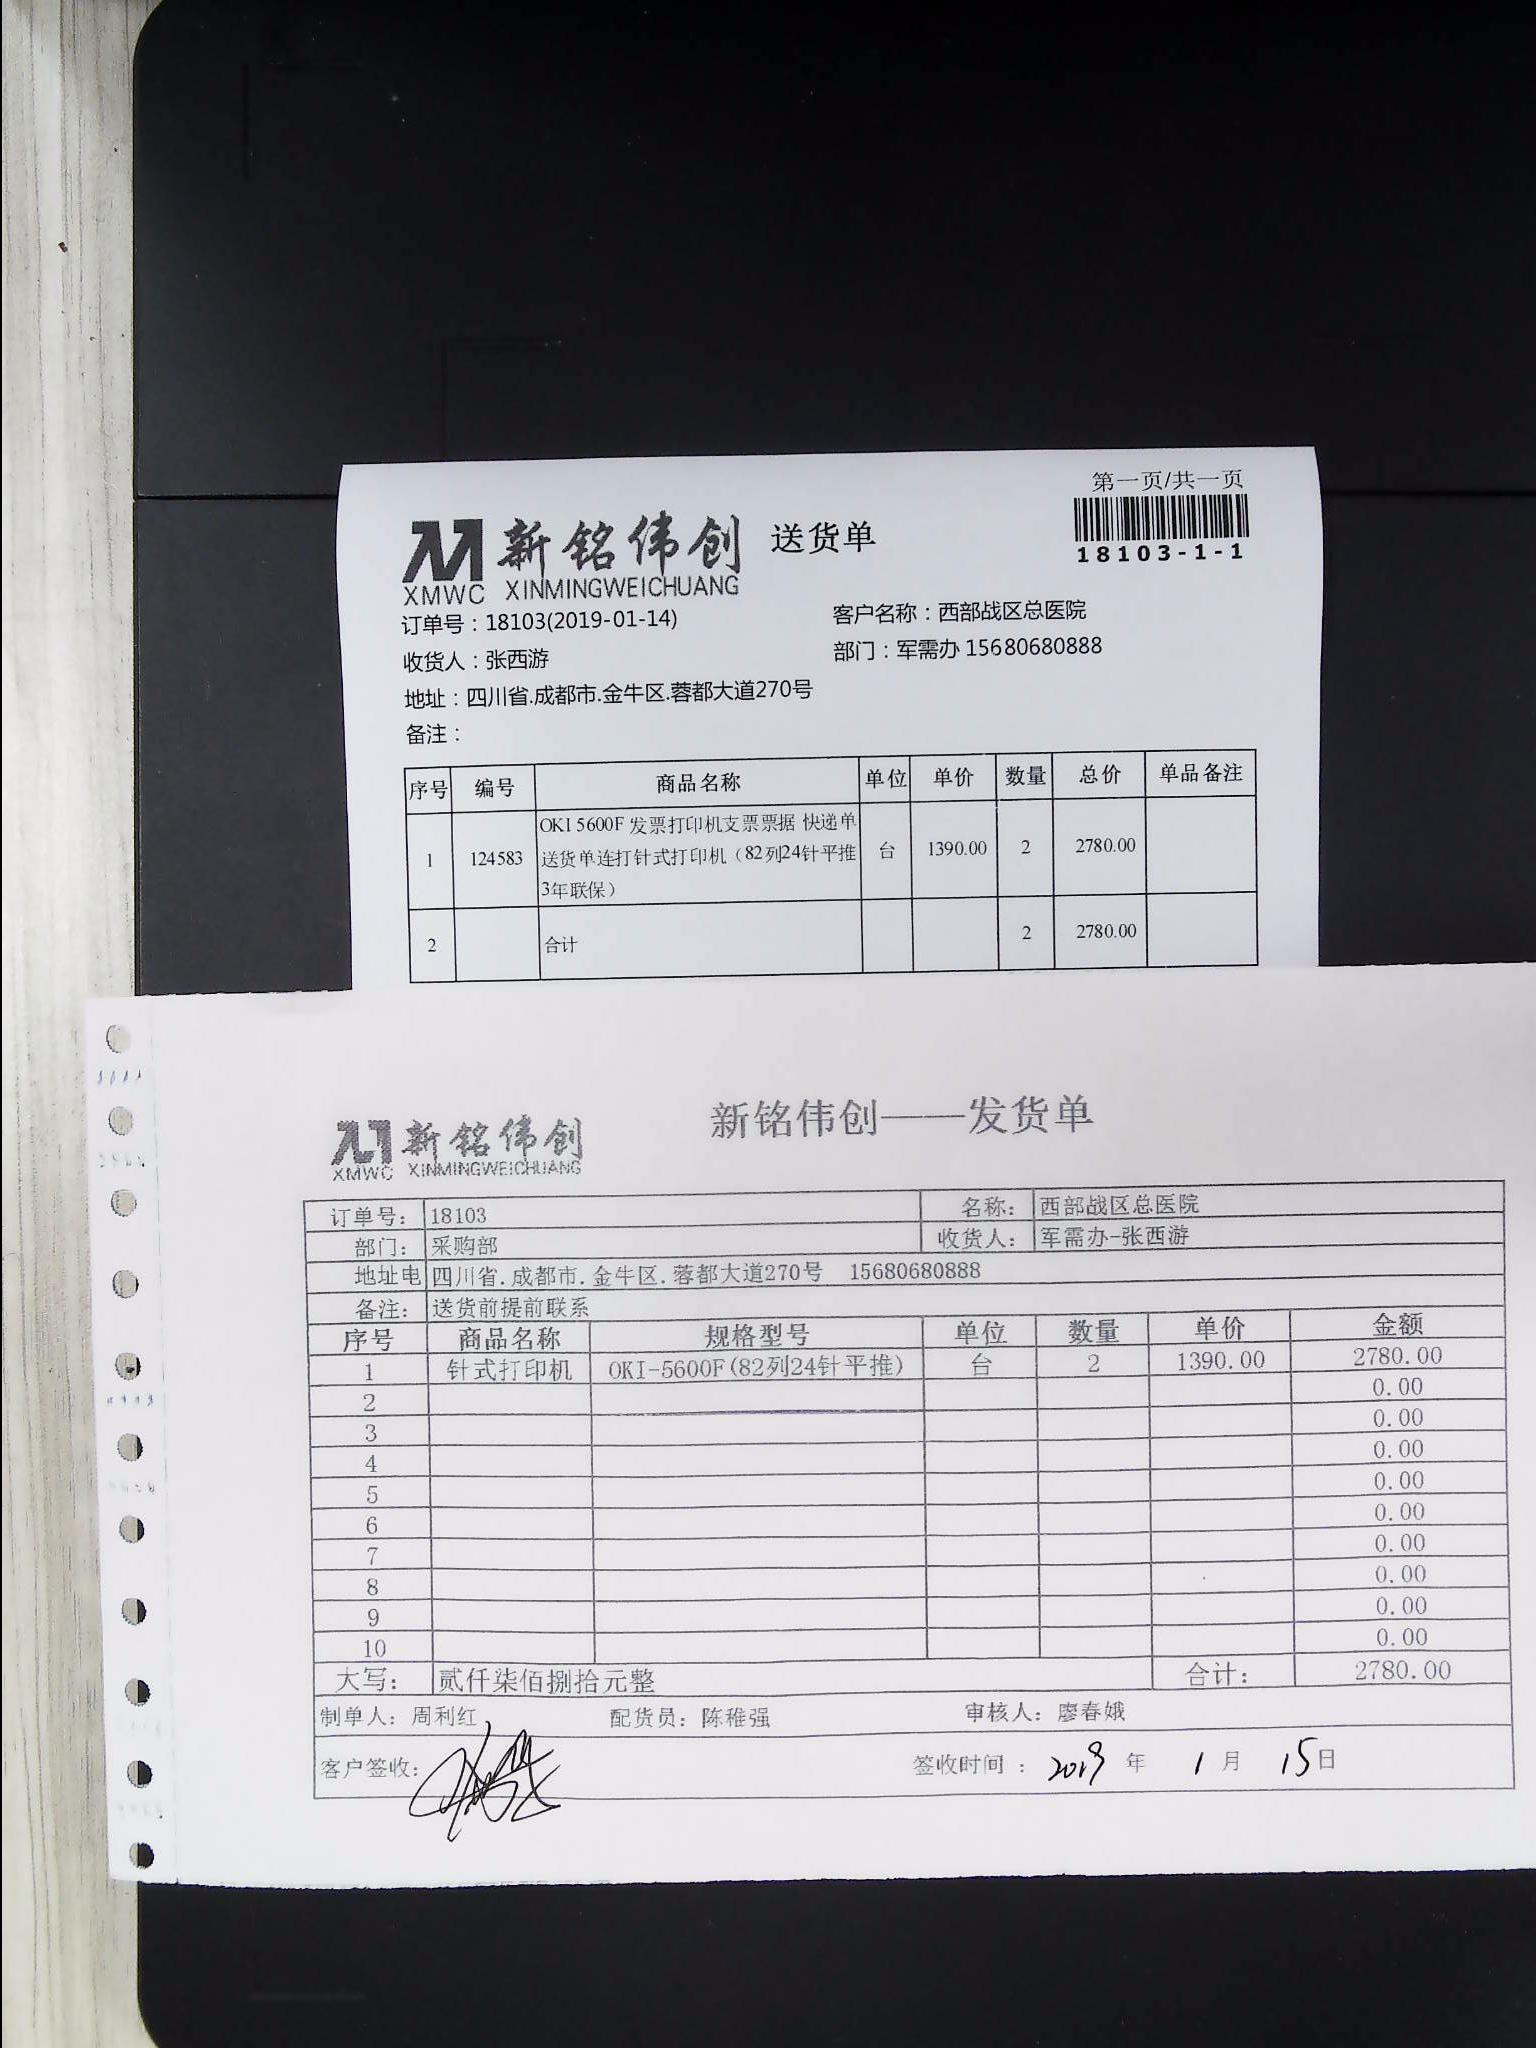 第一页/共一页
新铭伟创 送货单
XMWC XINMINGWEICHUANG
18103-1-1
订单号：18103(2019-01-14) 客户名称：西部战区总医院
收货人：张西游 部门：军需办 15680680888
地址：四川省.成都市.金牛区.蓉都大道270号
备注：
序号 编号 商品名称 单位 单价 数量 总价 单品备注
1 124583 OKI 5600F 发票打印机支票票据 快递单 台 1390.00 2 2780.00
送货单连打针式打印机（82列24针平推
3年联保）
2 合计 2 2780.00
新铭伟创
XMWC XINMINGWEICHUANG
新铭伟创——发货单
订单号： 18103 名称： 西部战区总医院
部门： 采购部 收货人： 军需办-张西游
地址电 四川省.成都市.金牛区.蓉都大道270号 15680680888
备注： 送货前提前联系
序号 商品名称 规格型号 单位 数量 单价 金额
1 针式打印机 OKI-5600F(82列24针平推) 台 2 1390.00 2780.00
2 0.00
3 0.00
4 0.00
5 0.00
6 0.00
7 0.00
8 0.00
9 0.00
10 0.00
大写： 贰仟柒佰捌拾元整 合计： 2780.00
制单人：周利红 配货员：陈稚强 审核人：廖春娥
客户签收： 签收时间：2019 年 1 月 15 日